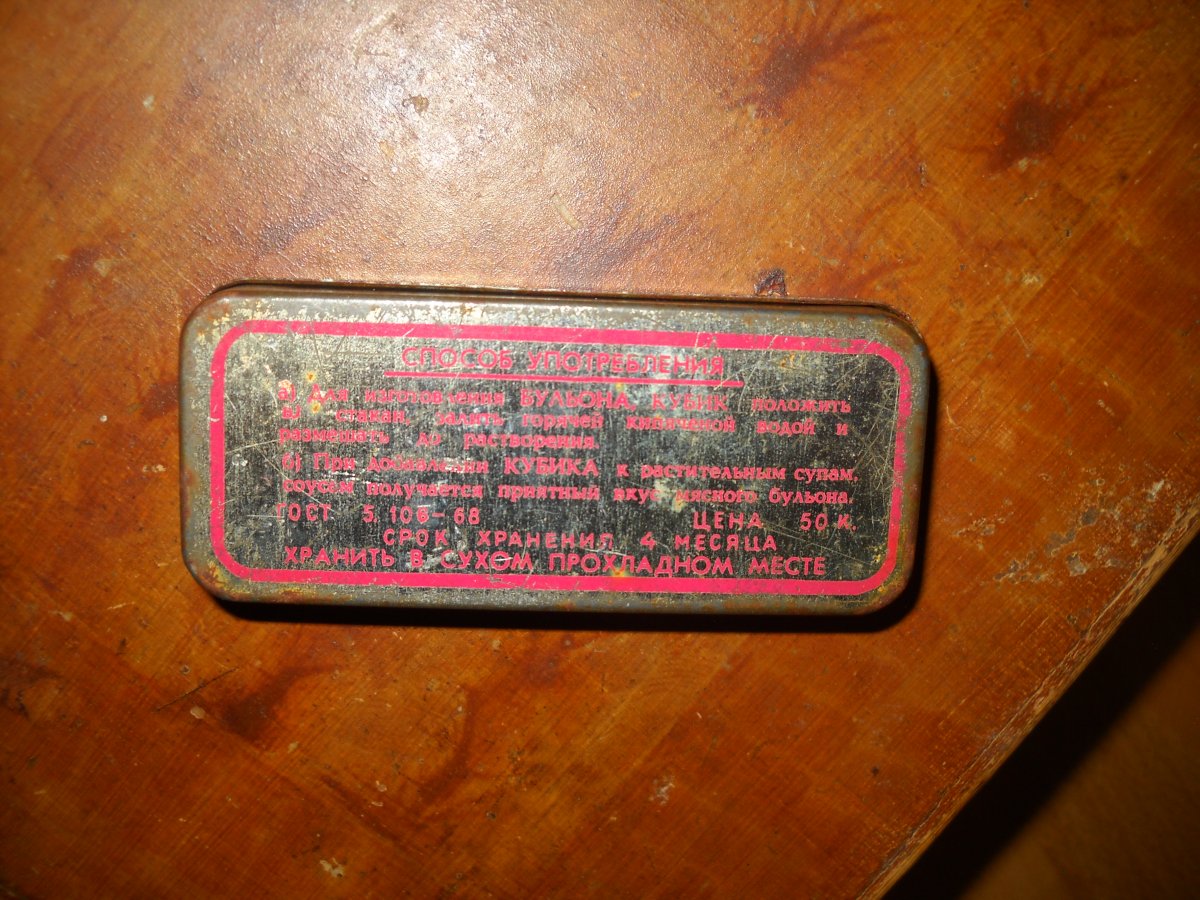 СПОСОБ УПОТРЕБЛЕНИЯ
а) Для изготовления БУЛЬОНА, КУБИК положить
в стакан, залить горячей кипяченой водой и
размешать до растворения.
б) При добавлении КУБИКА к растительным супам,
соусам получается приятный вкус мясного бульона.
ГОСТ 5.106-68 ЦЕНА 50 к.
СРОК ХРАНЕНИЯ 4 МЕСЯЦА
ХРАНИТЬ В СУХОМ ПРОХЛАДНОМ МЕСТЕ